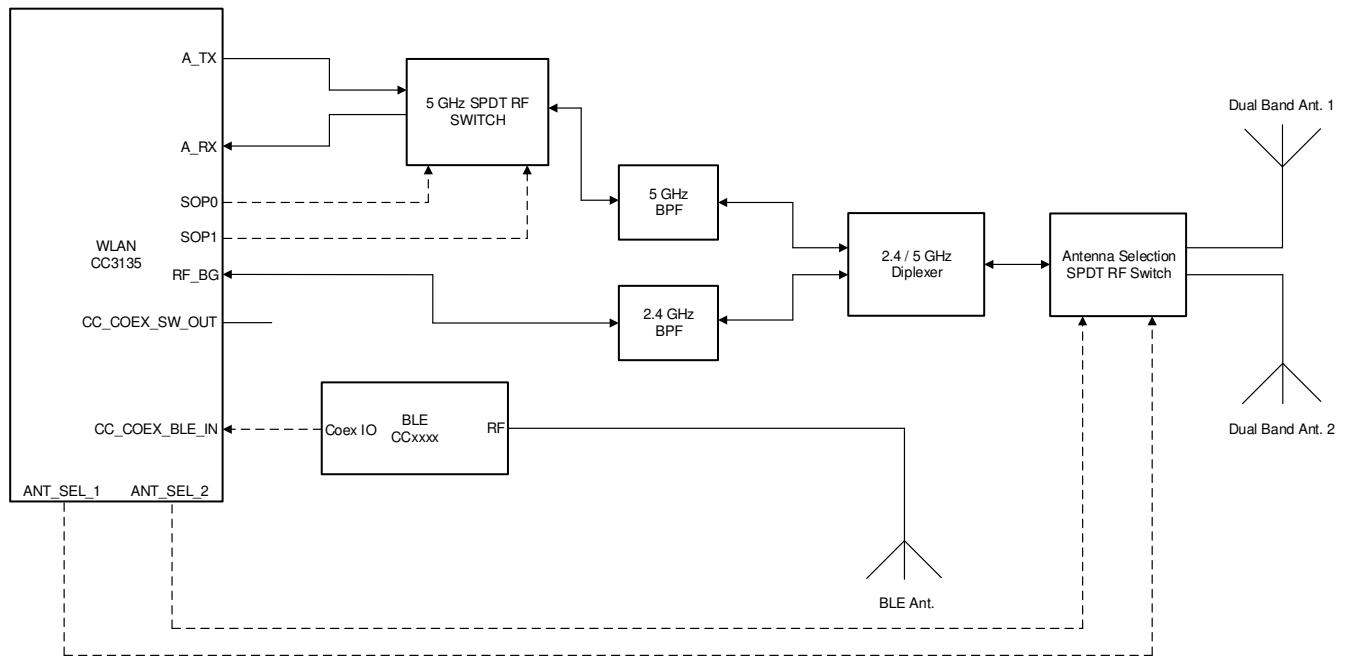 A_TX
A_RX
SOP0
SOP1
WLAN
CC3135
RF_BG
CC_COEX_SW_OUT
CC_COEX_BLE_IN
ANT_SEL_1
ANT_SEL_2
5 GHz SPDT RF
SWITCH
5 GHz
BPF
2.4 GHz
BPF
2.4 / 5 GHz
Diplexer
Antenna Selection
SPDT RF Switch
Dual Band Ant. 1
Dual Band Ant. 2
Coex IO
BLE
CCxxxx
RF
BLE Ant.